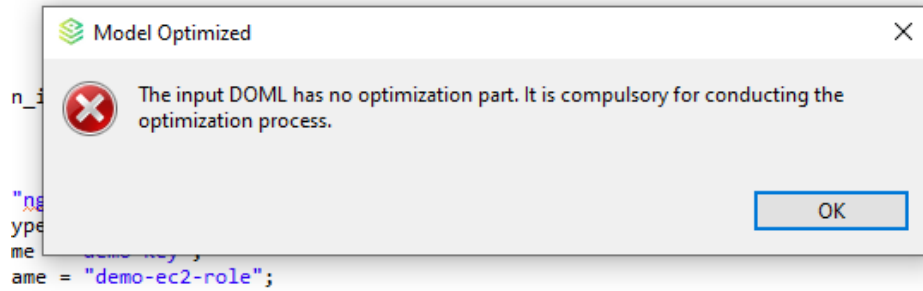 Model Optimized
n_i
The input DOML has no optimization part. It is compulsory for conducting the
optimization process.
"ng
OK
ype
me
ame = "demo-ec2-role";